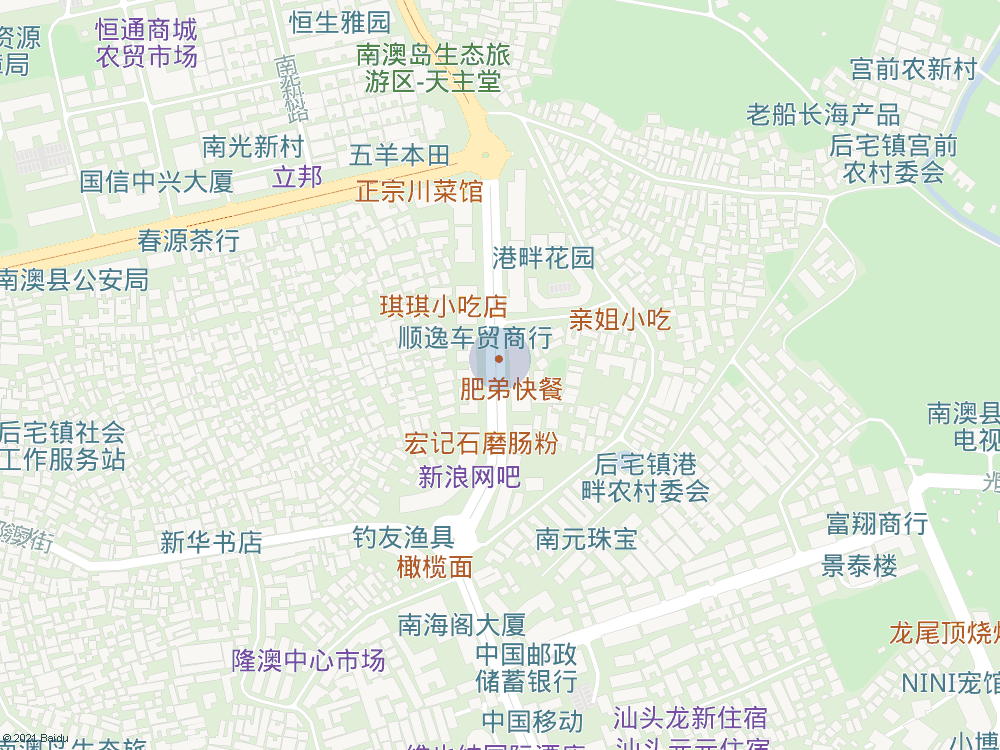 恒通商城
农贸市场
恒生雅园
资源
南澳岛生态旅
游区-天主堂
宫前农新村
老船长海产品
后宅镇宫前
农村委会
南光新村
五羊本田
国信中兴大厦
立邦
正宗川菜馆
春源茶行
港畔花园
南澳县公安局
琪琪小吃店
亲姐小吃
顺逸车贸商行
肥弟快餐
南澳县
电视
后宅镇社会
工作服务站
宏记石磨肠粉
新浪网吧
后宅镇港
畔农村委会
富翔商行
新华书店
钓友渔具
南元珠宝
橄榄面
景泰楼
南海阁大厦
龙尾顶烧烤
隆澳中心市场
中国邮政
储蓄银行
NINI宠馆
中国移动
汕头龙新住宿
小博
© 2021 Baidu
南澳岛生态旅